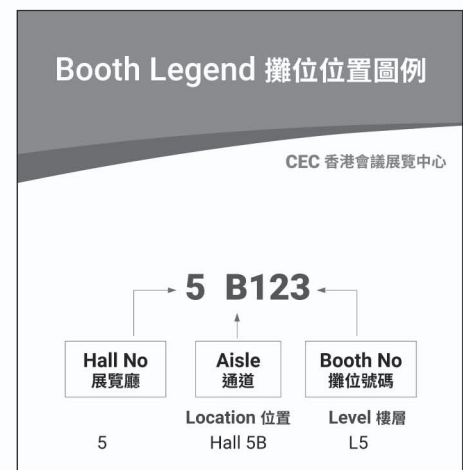 Booth Legend 攤位位置圖例
CEC 香港會議展覽中心
5 B123
Hall No
展覽廳
Aisle
通道
Booth No
攤位號碼
Location 位置
Level 樓層
5
Hall 5B
L5